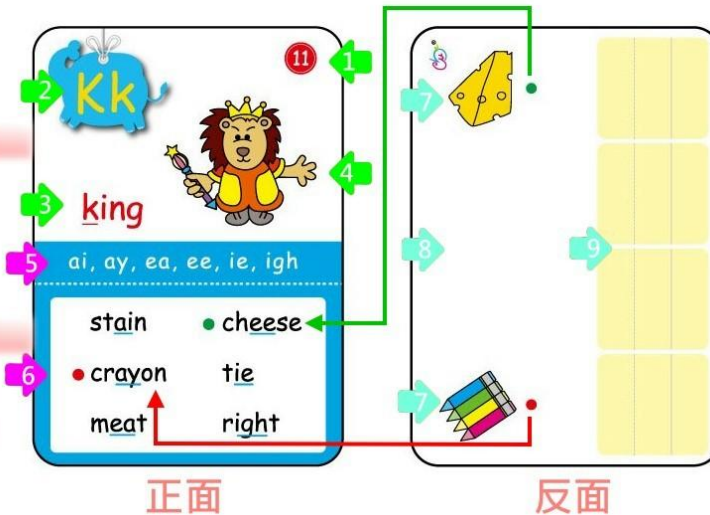 11
1
2
Kk
7
4
3
king
5
ai, ay, ea, ee, ie, igh
8
9
stain cheese
6
crayon tie
7
meat right
正面 反面